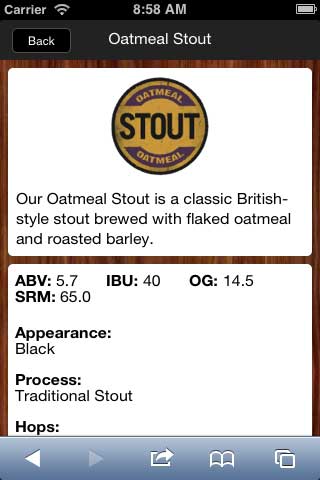 Carrier 8:58 AM
Back Oatmeal Stout
OATMEAL
STOUT
OATMEAL
Our Oatmeal Stout is a classic British-
style stout brewed with flaked oatmeal
and roasted barley.
ABV: 5.7 IBU: 40 OG: 14.5
SRM: 65.0
Appearance:
Black
Process:
Traditional Stout
Hops: